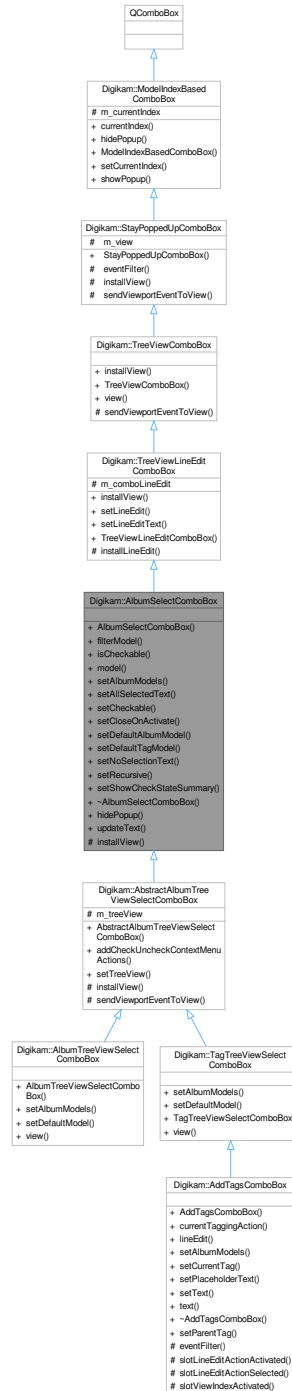 QComboBox
Digikam::ModelIndexBased
ComboBox
# m_currentIndex
+ currentIndex()
+ hidePopup()
+ ModelIndexBasedComboBox()
+ setCurrentIndex()
+ showPopup()
Digikam::StayPoppedUpComboBox
# m_view
+ StayPoppedUpComboBox()
# eventFilter()
# installView()
# sendViewportEventToView()
Digikam::TreeViewComboBox
+ installView()
+ TreeViewComboBox()
+ view()
# sendViewportEventToView()
Digikam::TreeViewLineEdit
ComboBox
# m_comboLineEdit
+ installView()
+ setLineEdit()
+ setLineEditText()
+ TreeViewLineEditComboBox()
# installLineEdit()
Digikam::AlbumSelectComboBox
+ AlbumSelectComboBox()
+ filterModel()
+ isCheckable()
+ model()
+ setAlbumModels()
+ setAllSelectedText()
+ setCheckable()
+ setCloseOnActivate()
+ setDefaultAlbumModel()
+ setDefaultTagModel()
+ setNoSelectionText()
+ setRecursive()
+ setShowCheckStateSummary()
+ ~AlbumSelectComboBox()
+ hidePopup()
+ updateText()
# installView()
Digikam::AbstractAlbumTree
ViewSelectComboBox
# m_treeView
+ AbstractAlbumTreeViewSelect
ComboBox()
+ addCheckUncheckContextMenu
Actions()
+ setTreeView()
# installView()
# sendViewportEventToView()
Digikam::AlbumTreeViewSelect
ComboBox
+ AlbumTreeViewSelectCombo
Box()
+ setAlbumModels()
+ setDefaultModel()
+ view()
Digikam::TagTreeViewSelect
ComboBox
+ setAlbumModels()
+ setDefaultModel()
+ TagTreeViewSelectComboBox()
+ view()
Digikam::AddTagsComboBox
+ AddTagsComboBox()
+ currentTaggingAction()
+ lineEdit()
+ setAlbumModels()
+ setCurrentTag()
+ setPlaceholderText()
+ setText()
+ text()
+ ~AddTagsComboBox()
+ setParentTag()
# eventFilter()
# slotLineEditActionActivated()
# slotLineEditActionSelected()
# slotViewIndexActivated()